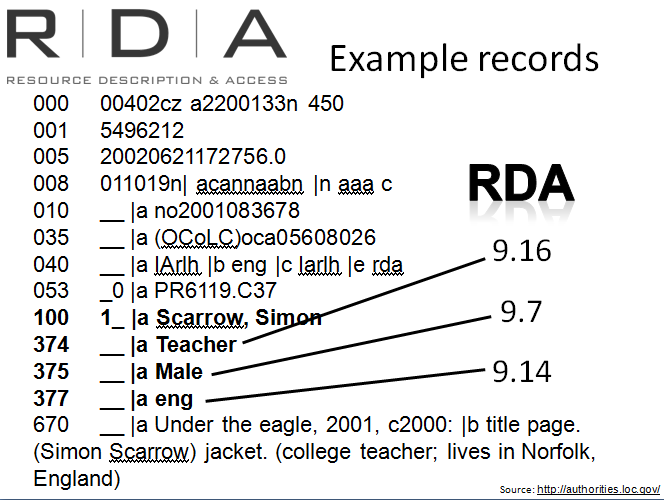 R | D | A
RESOURCE DESCRIPTION & ACCESS
Example records
000 00402cz a2200133n 450
001 5496212
005 20020621172756.0
008 011019n| acannaabn |n aaa c
010 __ |a no2001083678
035 __ |a (OCoLC)oca05608026
040 __ |a IArlh |b eng |c Iarlh |e rda
053 _0 |a PR6119.C37
100 1_ |a Scarrow, Simon
374 __ |a Teacher
375 __ |a Male
377 __ |a eng
670 __ |a Under the eagle, 2001, c2000: |b title page.
(Simon Scarrow) jacket. (college teacher; lives in Norfolk,
England)
RDA
9.16
9.7
9.14
Source: http://authorities.loc.gov/